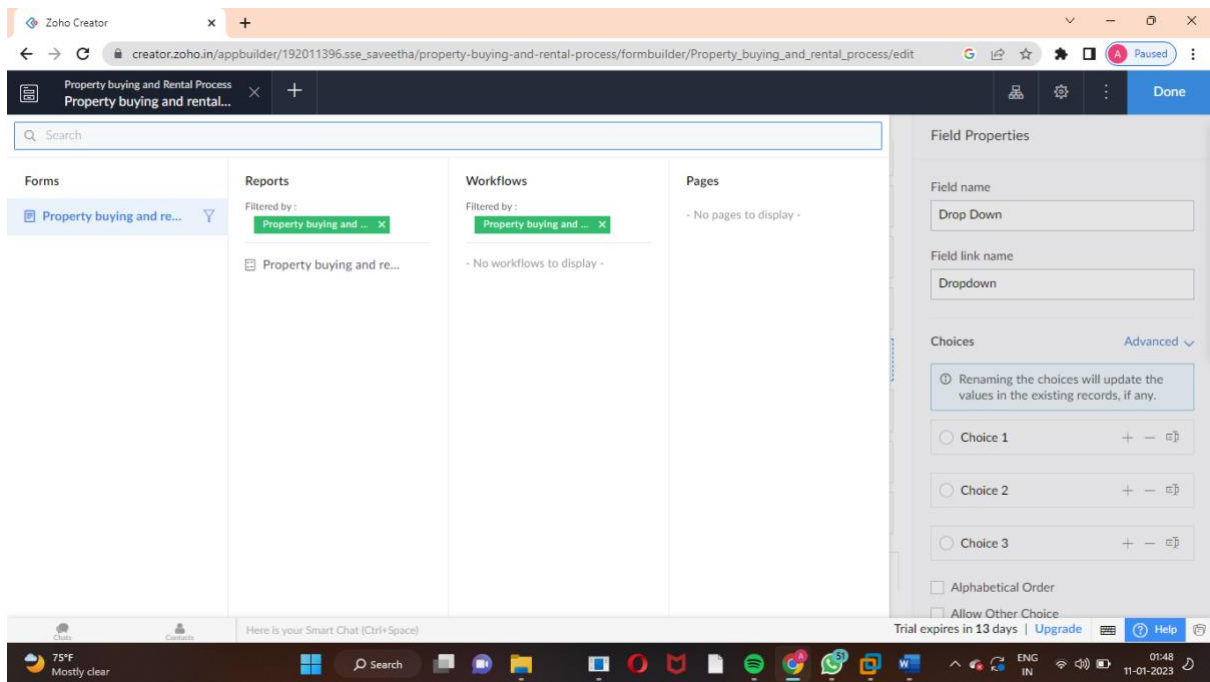 Zoho Creator
creator.zoho.in/appbuilder/192011396.sse_saveetha/property-buying-and-rental-process/formbuilder/Property_buying_and_rental_process/edit
G
A Paused
Property buying and Rental Process
Property buying and rental...
Done
Search
Forms
Property buying and re...
Reports
Filtered by :
Property buying and ...
Property buying and re...
Workflows
Filtered by :
Property buying and ...
- No workflows to display -
Pages
- No pages to display -
Field Properties
Field name
Drop Down
Field link name
Dropdown
Choices Advanced
Renaming the choices will update the
values in the existing records, if any.
Choice 1
Choice 2
Choice 3
Alphabetical Order
Allow Other Choice
Chats
Contacts
Here is your Smart Chat (Ctrl+Space)
Trial expires in 13 days | Upgrade
Help
75°F
Mostly clear
Search
51
ENG
IN
01:48
11-01-2023